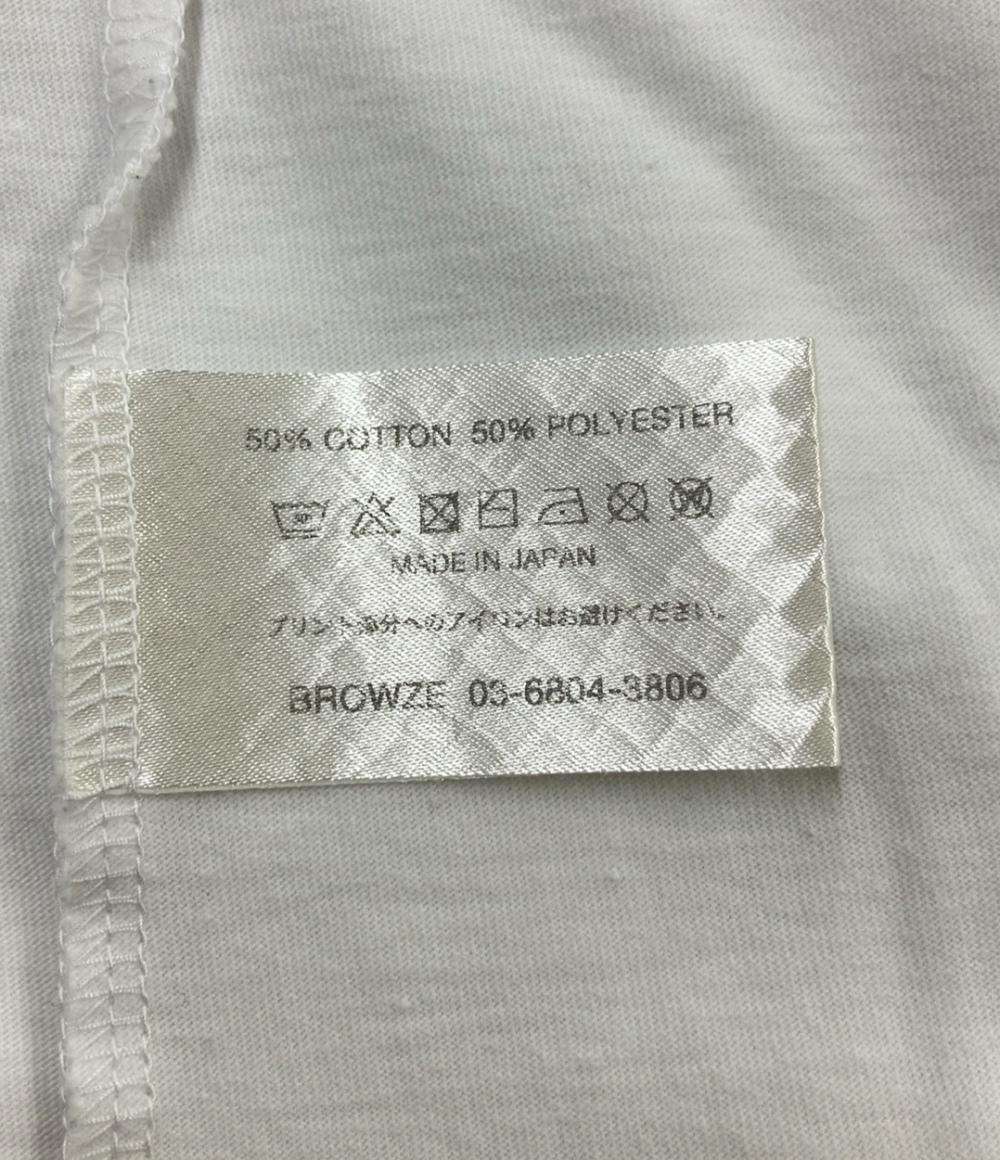 50% COTTON 50% POLYESTER
MADE IN JAPAN
プリント部分へのアイロンはお避けください。
BROWZE 03-6804-3806